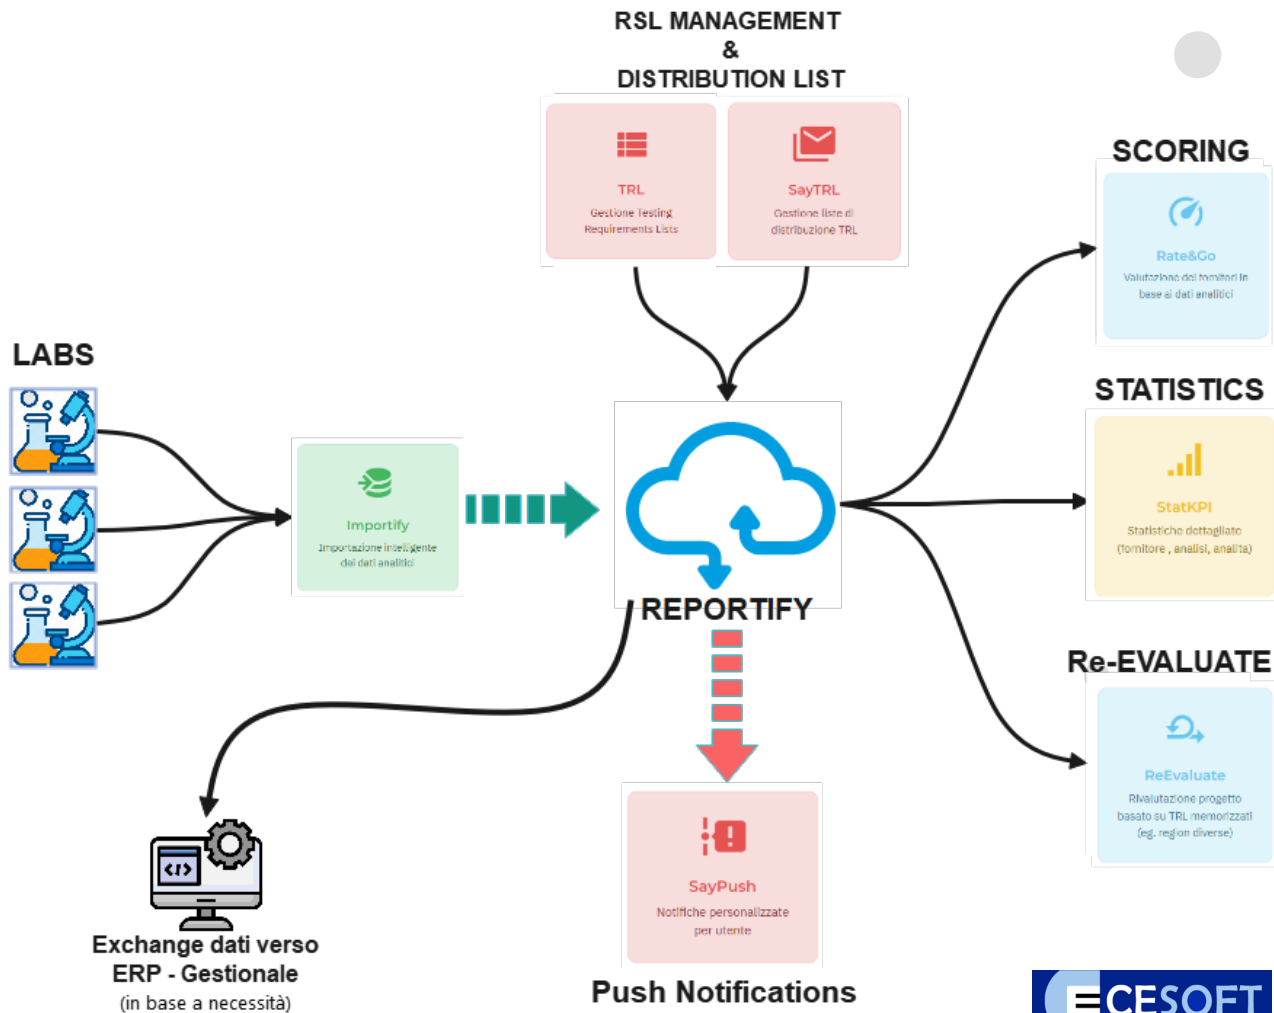 RSL MANAGEMENT
&
DISTRIBUTION LIST
TRL
Gestione Testing
Requirements Lists
SayTRL
Gestione liste di
distribuzione TRL
SCORING
Rate&Go
Valutazione dei fornitori in
base ai dati analitici
LABS
Importify
Importazione intelligente
dei dati analitici
REPORTIFY
STATISTICS
StatKPI
Statistiche dettagliate
(fornitore , analisi, analita)
Re-EVALUATE
ReEvaluate
Rivalutazione progetto
basato su TRL memorizzati
(eg. region diverse)
</>
Exchange dati verso
ERP - Gestionale
(in base a necessità)
SayPush
Notifiche personalizzate
per utente
Push Notifications
CESOFT